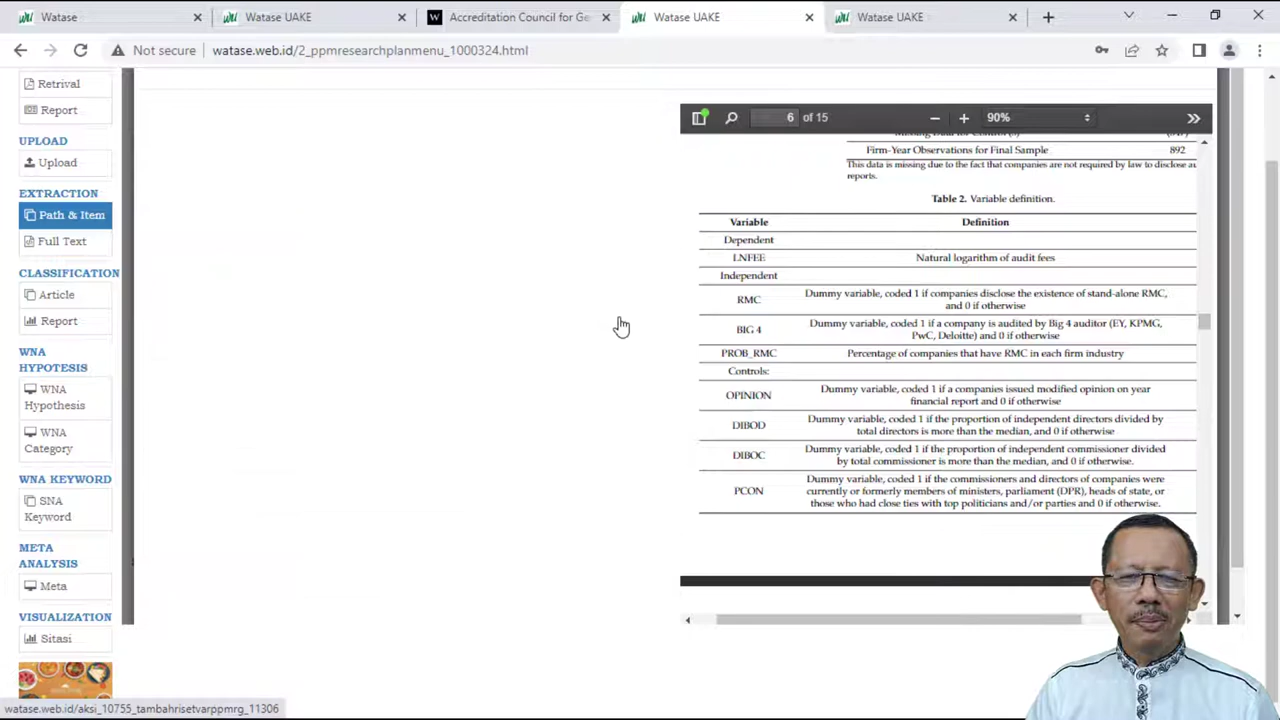 Watase
Watase UAKE
Accreditation Council for Ge
Watase UAKE
Watase UAKE
Not secure
watase.web.id/2_ppmresearchplanmenu_1000324.html
Retrival
Report
UPLOAD
Upload
EXTRACTION
Path & Item
Full Text
CLASSIFICATION
Article
Report
WNA
HYPOTESIS
WNA
Hypothesis
WNA
Category
WNA KEYWORD
SNA
Keyword
META
ANALYSIS
Meta
VISUALIZATION
Sitasi
watase.web.id/aksi_10755_tambahrisetvarppmrg_11306
6 of 15
90%
Firm-Year Observations for Final Sample 892
This data is missing due to the fact that companies are not required by law to disclose au
reports.
Table 2. Variable definition.
Variable Definition
Dependent
LNFEE Natural logarithm of audit fees
Independent
RMC Dummy variable, coded 1 if companies disclose the existence of stand-alone RMC,
and 0 if otherwise
BIG 4 Dummy variable, coded 1 if a company is audited by Big 4 auditor (EY, KPMG,
PwC, Deloitte) and 0 if otherwise
PROB_RMC Percentage of companies that have RMC in each firm industry
Controls:
OPINION Dummy variable, coded 1 if a companies issued modified opinion on year
financial report and 0 if otherwise
DIBOD Dummy variable, coded 1 if the proportion of independent directors divided by
total directors is more than the median, and 0 if otherwise
DIBOC Dummy variable, coded 1 if the proportion of independent commissioner divided
by total commissioner is more than the median, and 0 if otherwise.
PCON Dummy variable, coded 1 if the commissioners and directors of companies were
currently or formerly members of ministers, parliament (DPR), heads of state, or
those who had close ties with top politicians and/or parties and 0 if otherwise.